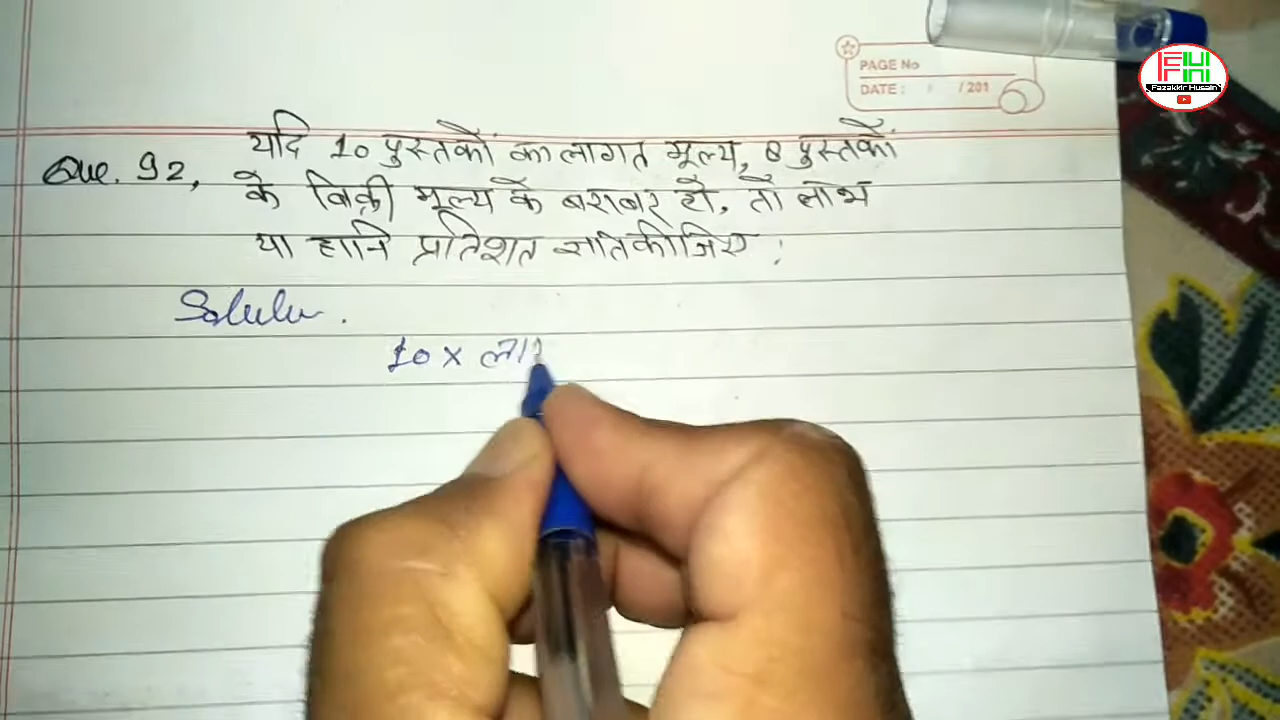 PAGE No
DATE : / 201
Fazakkir Husain
यदि 10 पुस्तकों का लागत मूल्य, 8 पुस्तकों
Que. 92, के बिक्री मूल्य के बराबर हो, तो लाभ
या हानि प्रतिशत ज्ञात कीजिए :
10 x ला